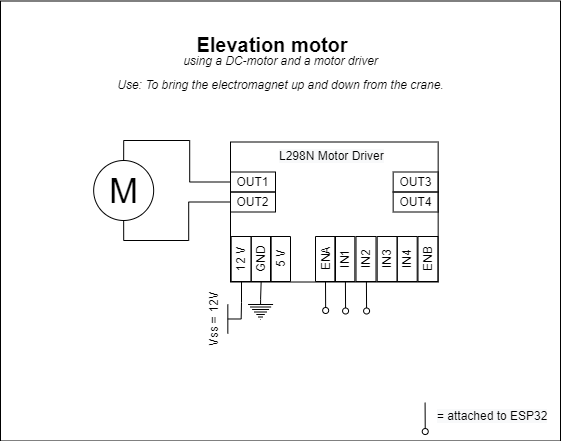 Elevation motor
using a DC-motor and a motor driver
Use: To bring the electromagnet up and down from the crane.
L298N Motor Driver
M
OUT1
OUT2
OUT3
OUT4
12 V
GND
5 V
ENA
IN1
IN2
IN3
IN4
ENB
Vss = 12V
= attached to ESP32